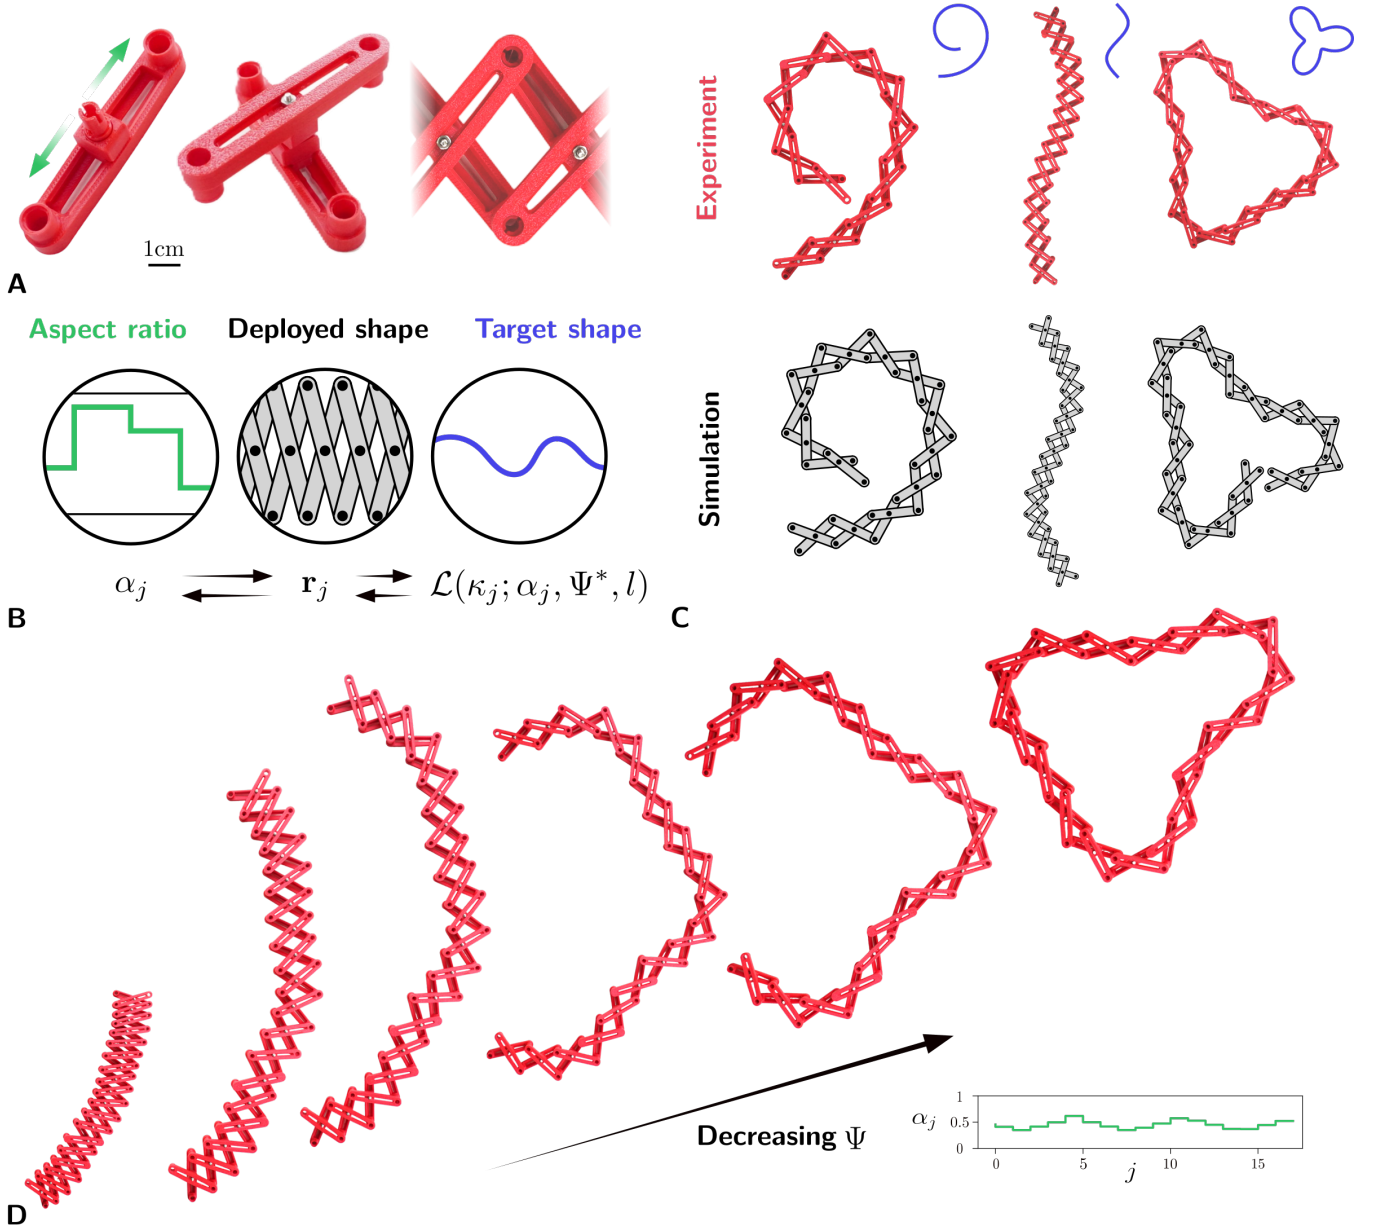 1cm
A
Aspect ratio
Deployed shape
Target shape
α_j
r_j
ℒ(κ_j; α_j, Ψ*, l)
B
Experiment
Simulation
C
Decreasing Ψ
α_j
1
0.5
0
0
5
10
15
j
D